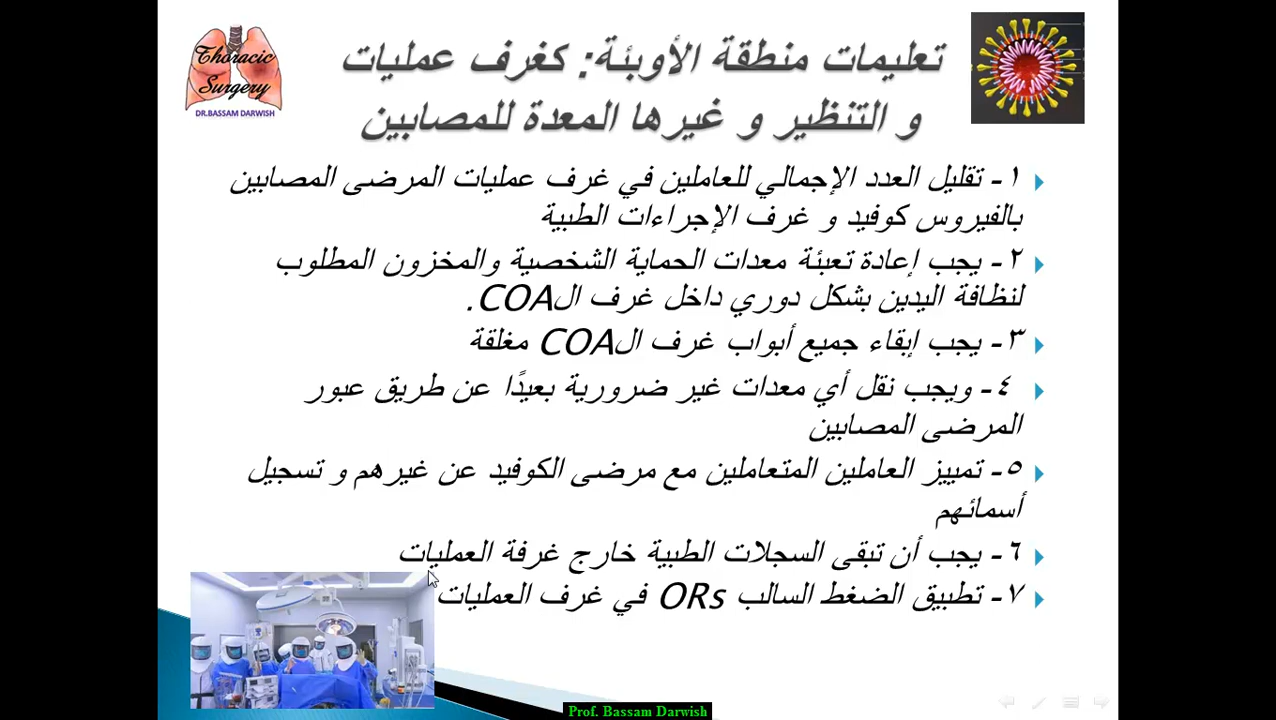 Thoracic
Surgery
DR.BASSAM DARWISH
تعليمات منطقة الأوبئة: كغرف عمليات
و التنظير و غيرها المعدة للمصابين
١- تقليل العدد الإجمالي للعاملين في غرف عمليات المرضى المصابين
بالفيروس كوفيد و غرف الإجراءات الطبية
٢- يجب إعادة تعبئة معدات الحماية الشخصية والمخزون المطلوب
لنظافة اليدين بشكل دوري داخل غرف الCOA.
٣- يجب إبقاء جميع أبواب غرف الCOA مغلقة
٤- ويجب نقل أي معدات غير ضرورية بعيدًا عن طريق عبور
المرضى المصابين
٥- تمييز العاملين المتعاملين مع مرضى الكوفيد عن غيرهم و تسجيل
أسمائهم
٦- يجب أن تبقى السجلات الطبية خارج غرفة العمليات
٧- تطبيق الضغط السالب ORs في غرف العمليات
Prof. Bassam Darwish